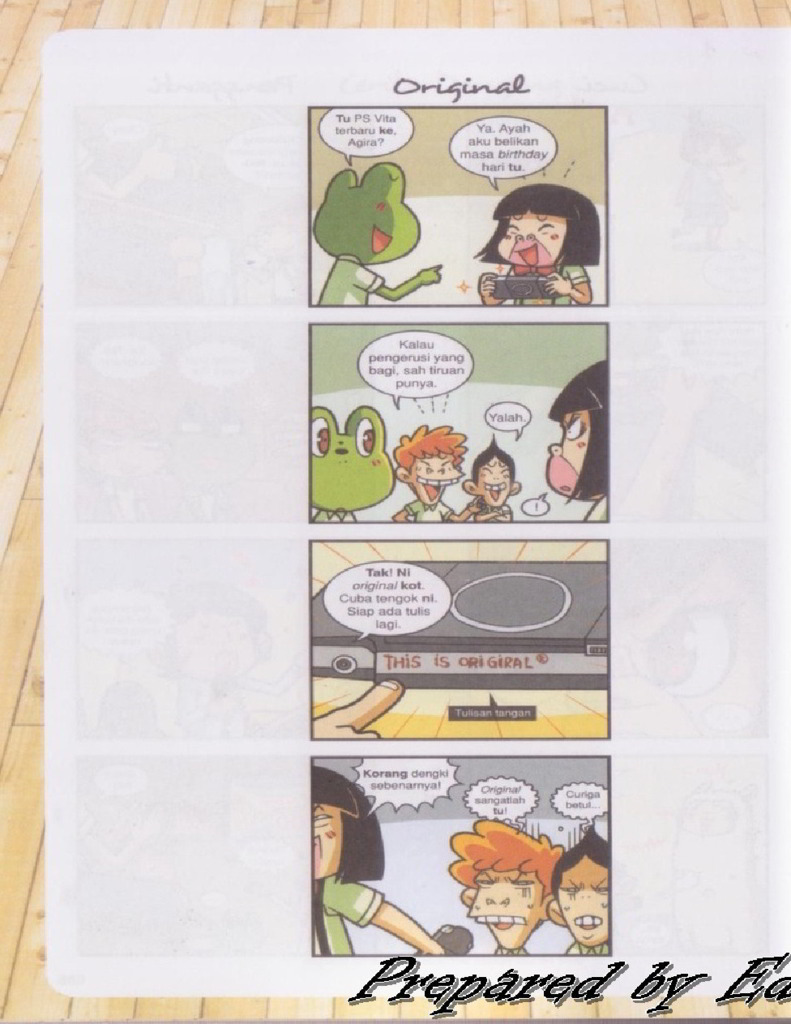 Original
Tu PS Vita
terbaru ke,
Agira?
Ya. Ayah
aku belikan
masa birthday
hari tu.
Kalau
pengerusi yang
bagi, sah tiruan
punya.
Yalah.
!
Tak! Ni
original kot.
Cuba tengok ni.
Siap ada tulis
lagi.
THIS IS ORIGIRAL®
Tulisan tangan
Korang dengki
sebenarnya!
Original
sangatlah
tu!
Curiga
betul...
Prepared by Ed